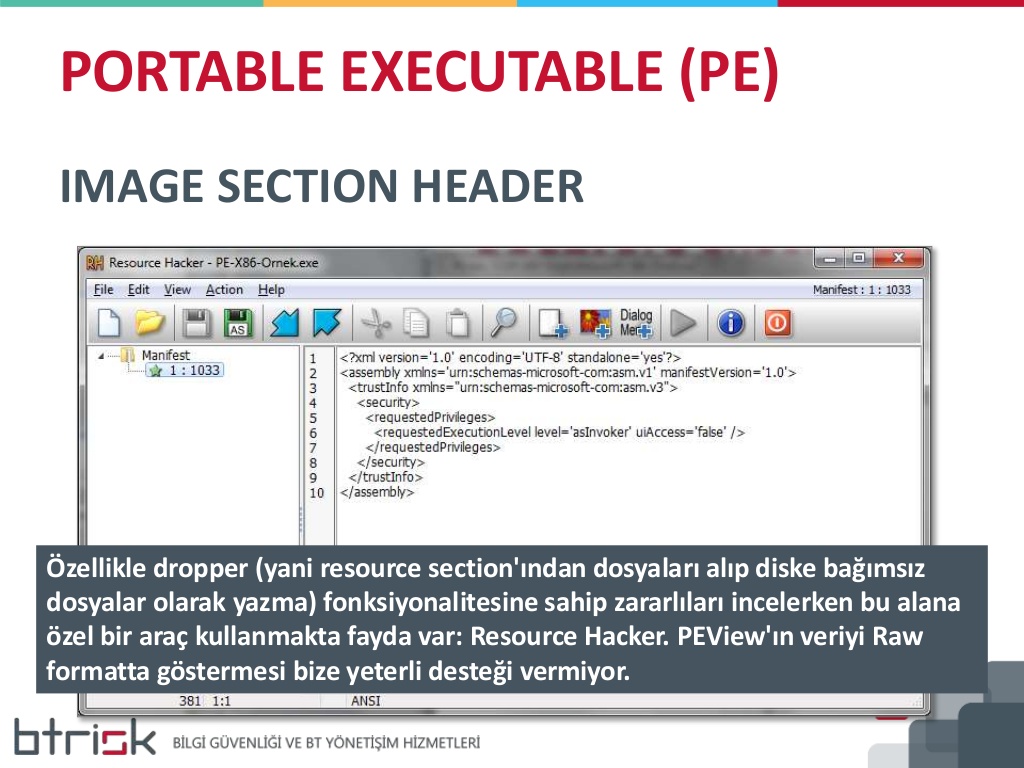 PORTABLE EXECUTABLE (PE)
IMAGE SECTION HEADER
Resource Hacker - PE-X86-Ornek.exe
File Edit View Action Help
Manifest : 1 : 1033
AS
Dialog
Menu
Manifest
1 : 1033
1 <?xml version='1.0' encoding='UTF-8' standalone='yes'?>
2 <assembly xmlns='urn:schemas-microsoft-com:asm.v1' manifestVersion='1.0'>
3 <trustInfo xmlns="urn:schemas-microsoft-com:asm.v3">
4 <security>
5 <requestedPrivileges>
6 <requestedExecutionLevel level='asInvoker' uiAccess='false' />
7 </requestedPrivileges>
8 </security>
9 </trustInfo>
10 </assembly>
Özellikle dropper (yani resource section'ından dosyaları alıp diske bağımsız
dosyalar olarak yazma) fonksiyonalitesine sahip zararlıları incelerken bu alana
özel bir araç kullanmakta fayda var: Resource Hacker. PEView'ın veriyi Raw
formatta göstermesi bize yeterli desteği vermiyor.
381 1:1 ANSI
btrisk BİLGİ GÜVENLİĞİ VE BT YÖNETİŞİM HİZMETLERİ